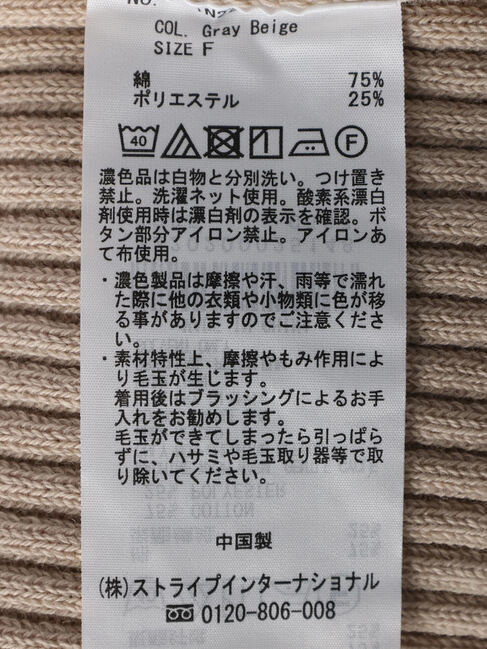 NO.
COL. Gray Beige
SIZE F
綿 75%
ポリエステル 25%
40 F
濃色品は白物と分別洗い。つけ置き
禁止。洗濯ネット使用。酸素系漂白
剤使用時は漂白剤の表示を確認。ボ
タン部分アイロン禁止。アイロンあ
て布使用。
・濃色製品は摩擦や汗、雨等で濡れ
た際に他の衣類や小物類に色が移
る事がありますのでご注意くださ
い。
・素材特性上、摩擦やもみ作用によ
り毛玉が生じます。
着用後はブラッシングによるお手
入れをお勧めします。
毛玉ができてしまったら引っぱら
ずに、ハサミや毛玉取り器等で取
り除いてください。
25% POLYESTER
75% COTTON
中国製
(株)ストライプインターナショナル
0120-806-008